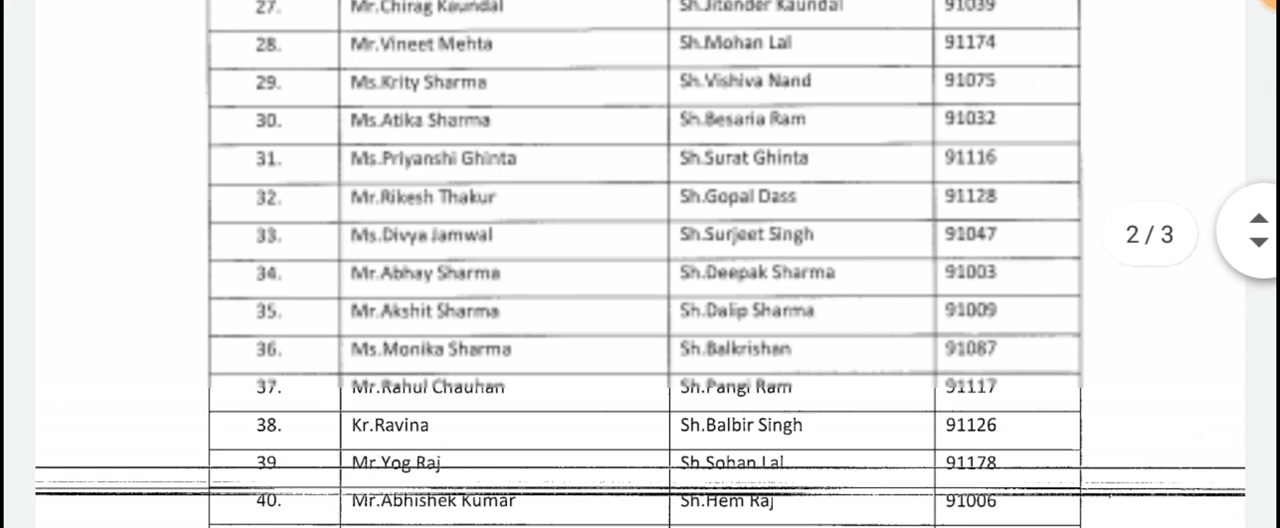 27. Mr.Chirag Kaundal Sh.Jitender Kaundal 91039
28. Mr.Vineet Mehta Sh.Mohan Lal 91174
29. Ms.Krity Sharma Sh.Vishiva Nand 91075
30. Ms.Atika Sharma Sh.Besaria Ram 91032
31. Ms.Priyanshi Ghinta Sh.Surat Ghinta 91116
32. Mr.Rikesh Thakur Sh.Gopal Dass 91128
33. Ms.Divya Jamwal Sh.Surjeet Singh 91047
2 / 3
34. Mr.Abhay Sharma Sh.Deepak Sharma 91003
35. Mr.Akshit Sharma Sh.Dalip Sharma 91009
36. Ms.Monika Sharma Sh.Balkrishan 91087
37. Mr.Rahul Chauhan Sh.Pangi Ram 91117
38. Kr.Ravina Sh.Balbir Singh 91126
39 Mr.Yog Raj Sh.Sohan Lal 91178
40. Mr.Abhishek Kumar Sh.Hem Raj 91006